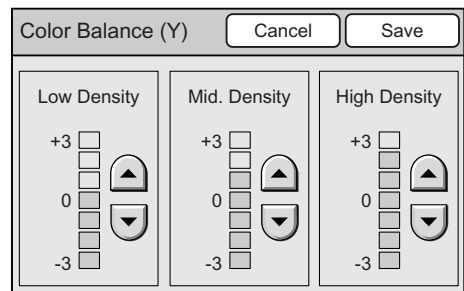 Color Balance (Y) Cancel Save
Low Density Mid. Density High Density
+3 +3 +3
0 0 0
-3 -3 -3